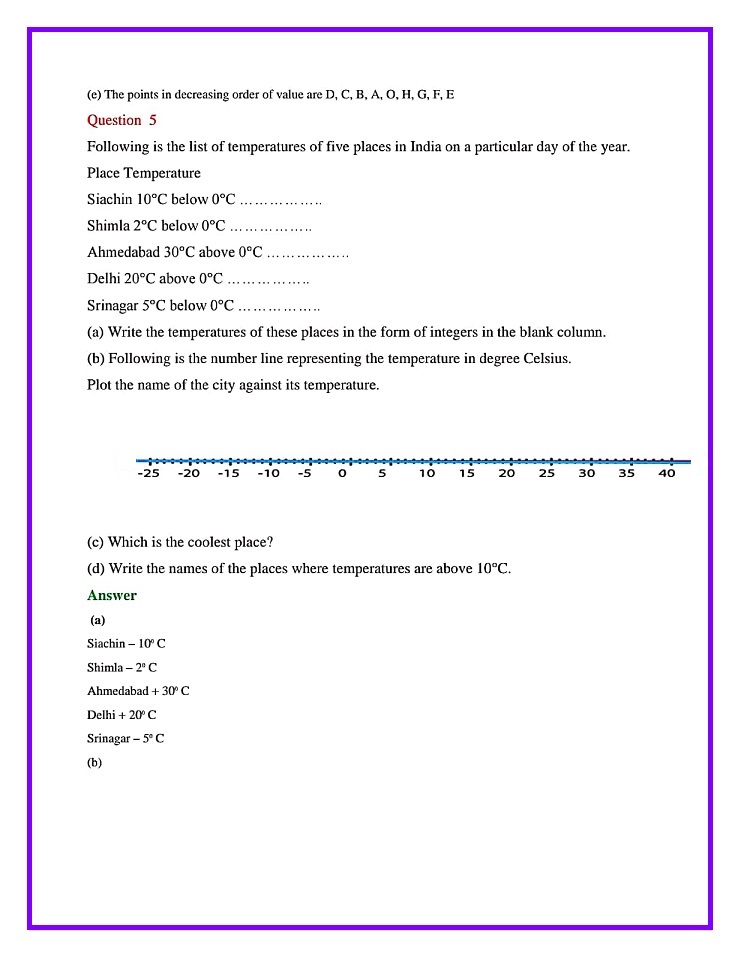 (e) The points in decreasing order of value are D, C, B, A, O, H, G, F, E
Question 5
Following is the list of temperatures of five places in India on a particular day of the year.
Place Temperature
Siachin 10°C below 0°C ……………..
Shimla 2°C below 0°C ……………..
Ahmedabad 30°C above 0°C ……………..
Delhi 20°C above 0°C ……………..
Srinagar 5°C below 0°C ……………..
(a) Write the temperatures of these places in the form of integers in the blank column.
(b) Following is the number line representing the temperature in degree Celsius.
Plot the name of the city against its temperature.
-25 -20 -15 -10 -5 0 5 10 15 20 25 30 35 40
(c) Which is the coolest place?
(d) Write the names of the places where temperatures are above 10°C.
Answer
(a)
Siachin – 10⁰ C
Shimla – 2⁰ C
Ahmedabad + 30⁰ C
Delhi + 20⁰ C
Srinagar – 5⁰ C
(b)